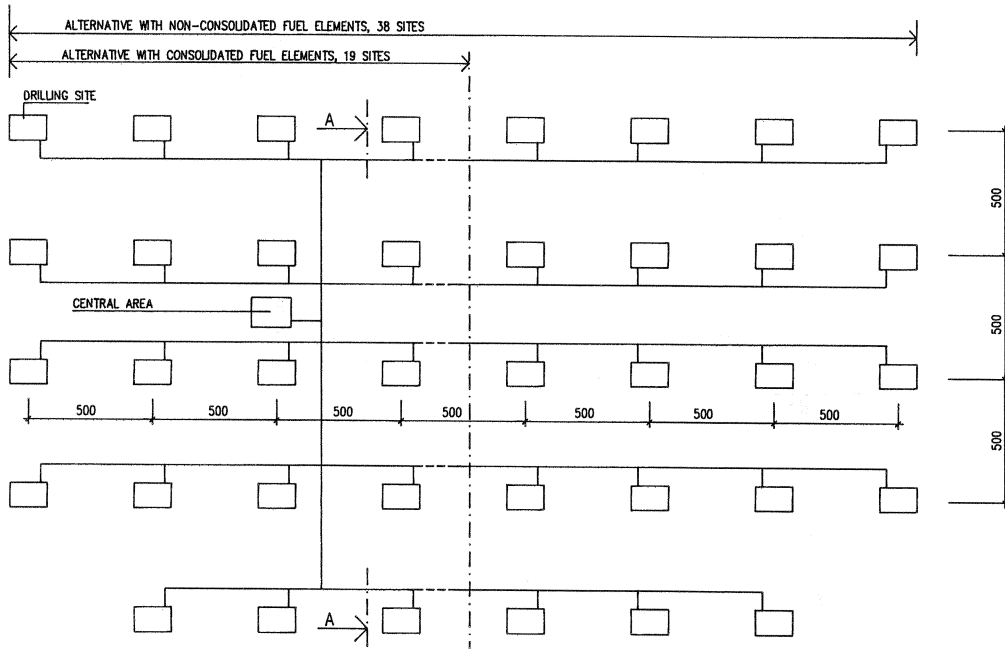 ALTERNATIVE WITH NON-CONSOLIDATED FUEL ELEMENTS, 38 SITES
ALTERNATIVE WITH CONSOLIDATED FUEL ELEMENTS, 19 SITES
DRILLING SITE
A
500
CENTRAL AREA
500
500 500 500 500 500 500 500
500
A